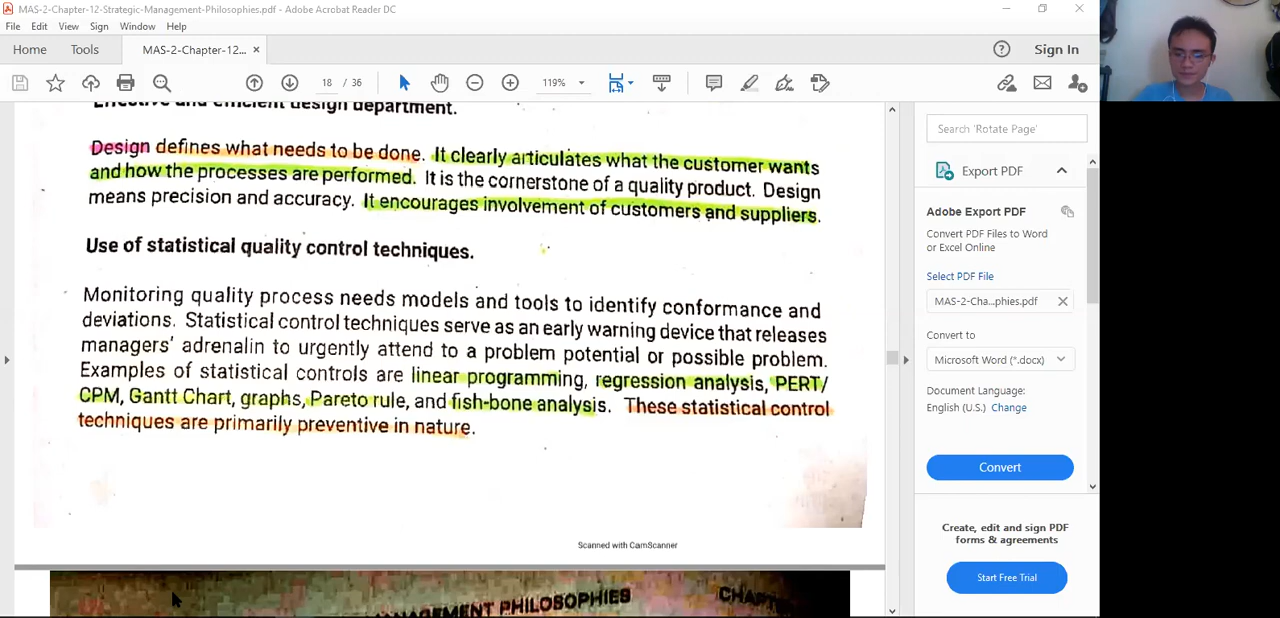 MAS-2-Chapter-12-Strategic-Management-Philosophies.pdf - Adobe Acrobat Reader DC
File Edit View Sign Window Help
Home Tools MAS-2-Chapter-12... × Sign In
18 / 36 119%
Effective and efficient design department.
Design defines what needs to be done. It clearly articulates what the customer wants
and how the processes are performed. It is the cornerstone of a quality product. Design
means precision and accuracy. It encourages involvement of customers and suppliers.
Use of statistical quality control techniques.
Monitoring quality process needs models and tools to identify conformance and
deviations. Statistical control techniques serve as an early warning device that releases
managers' adrenalin to urgently attend to a problem potential or possible problem.
Examples of statistical controls are linear programming, regression analysis, PERT/
CPM, Gantt Chart, graphs, Pareto rule, and fish-bone analysis. These statistical control
techniques are primarily preventive in nature.
Scanned with CamScanner
MANAGEMENT PHILOSOPHIES
Search 'Rotate Page'
Export PDF
Adobe Export PDF
Convert PDF Files to Word
or Excel Online
Select PDF File
MAS-2-Cha...phies.pdf
Convert to
Microsoft Word (*.docx)
Document Language:
English (U.S.) Change
Convert
Create, edit and sign PDF
forms & agreements
Start Free Trial